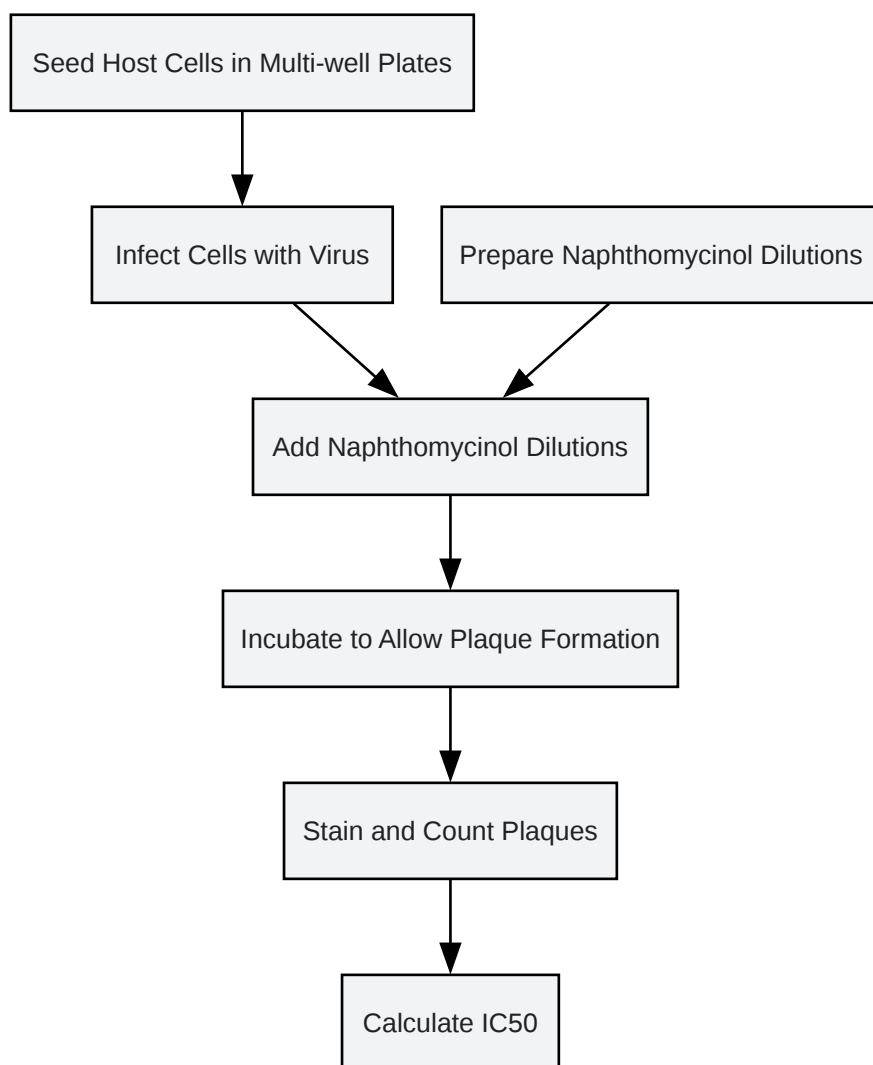 Seed Host Cells in Multi-well Plates
Infect Cells with Virus
Prepare Naphthomycinol Dilutions
Add Naphthomycinol Dilutions
Incubate to Allow Plaque Formation
Stain and Count Plaques
Calculate IC50